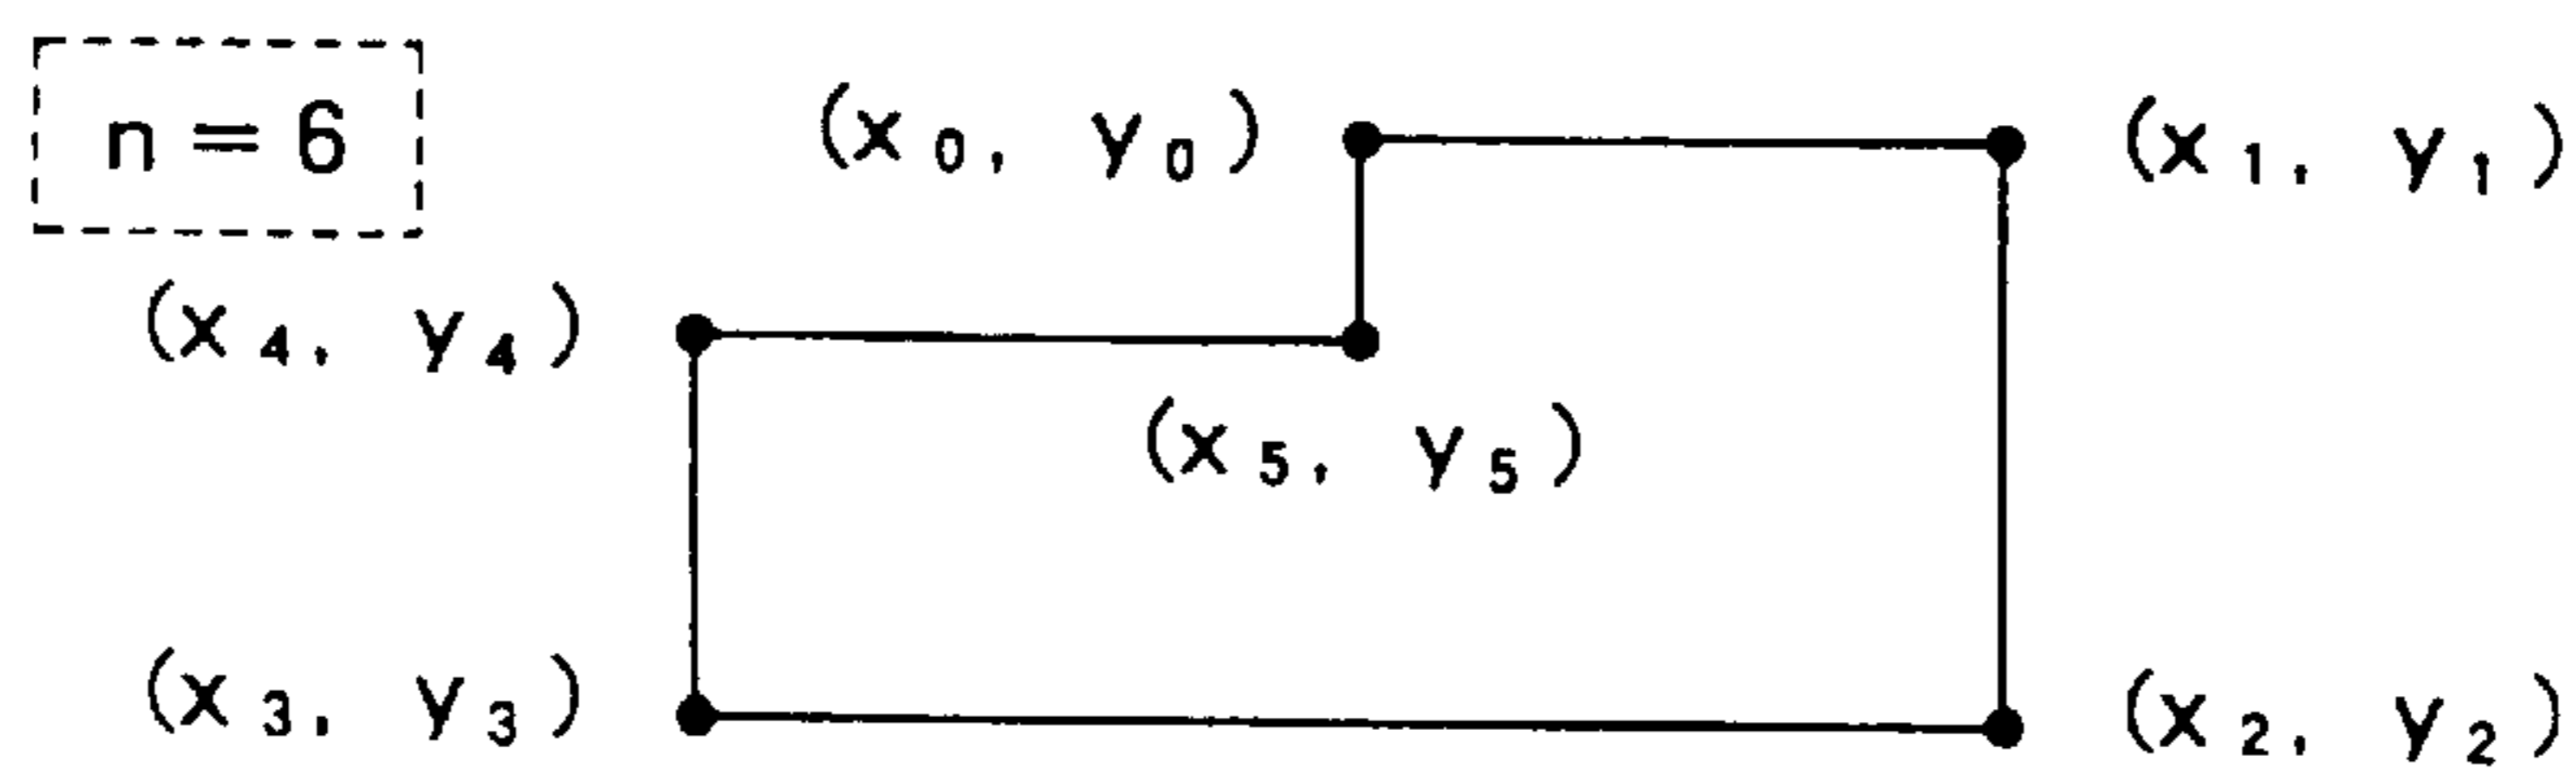 n = 6
(x₀, y₀)
(x₁, y₁)
(x₄, y₄)
(x₅, y₅)
(x₃, y₃)
(x₂, y₂)